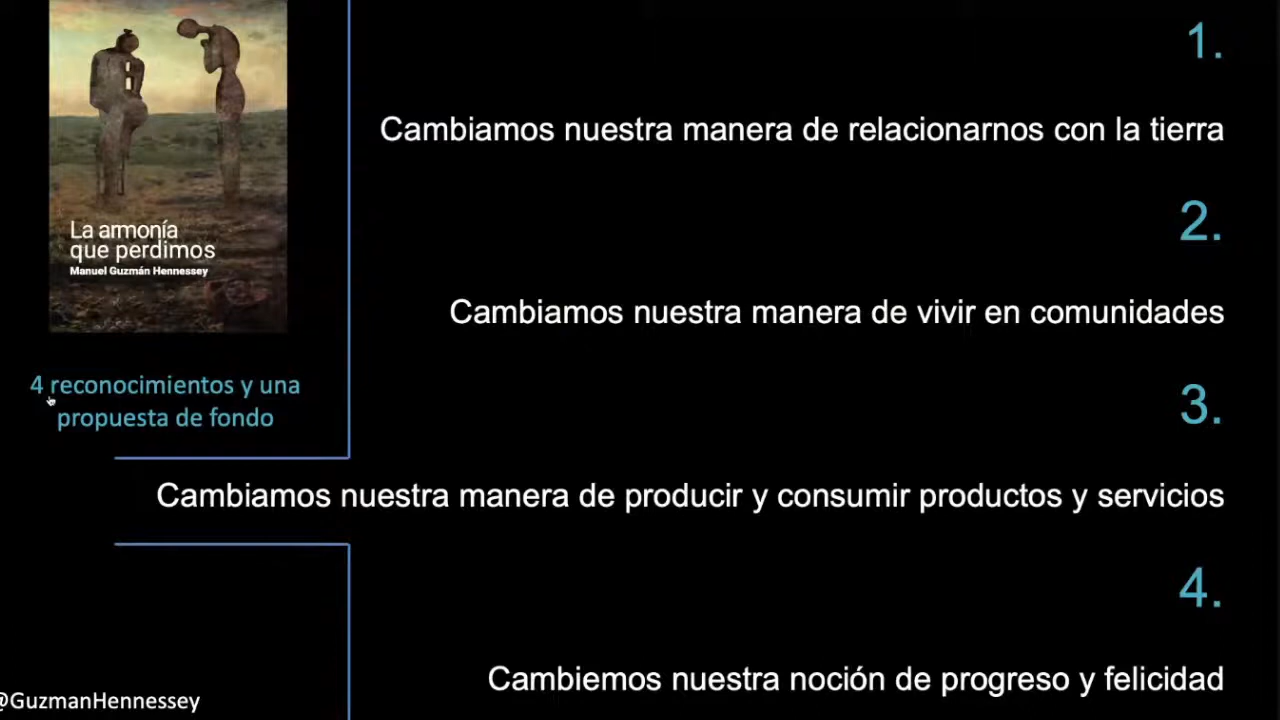 La armonía
que perdimos
Manuel Guzmán Hennessey
4 reconocimientos y una
propuesta de fondo
1.
Cambiamos nuestra manera de relacionarnos con la tierra
2.
Cambiamos nuestra manera de vivir en comunidades
3.
Cambiamos nuestra manera de producir y consumir productos y servicios
4.
Cambiemos nuestra noción de progreso y felicidad
@GuzmanHennessey